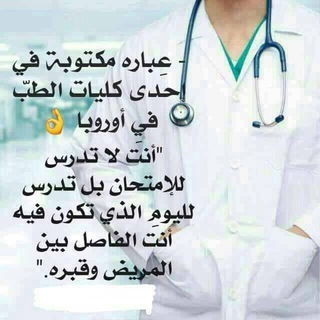 - عِباره مكتوبة في
إحدى كليات الطبّ
في أوروبا 👌
"أنت لا تدرس
للإمتحان بل تدرس
لليومِ الذي تكون فيه
أنت الفاصل بين
المريض وقبره."